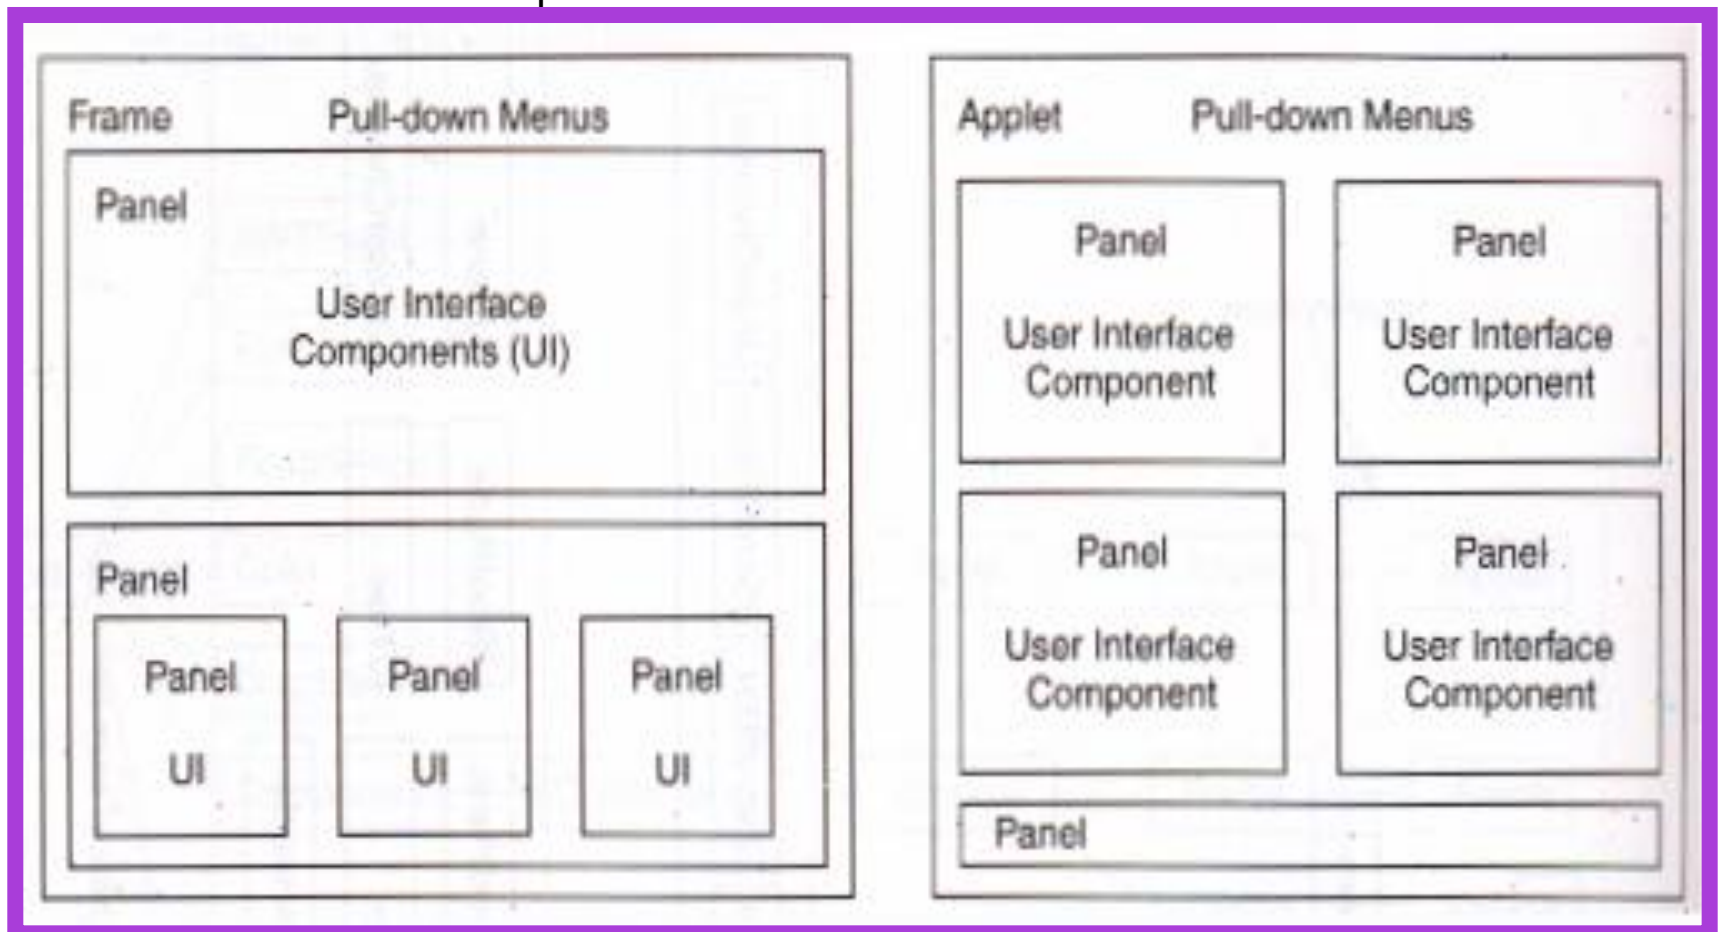 Frame Pull-down Menus
Panel
User Interface
Components (UI)
Panel
Panel
UI
Panel
UI
Panel
UI
Applet Pull-down Menus
Panel
User Interface
Component
Panel
User Interface
Component
Panel
User Interface
Component
Panel
User Interface
Component
Panel